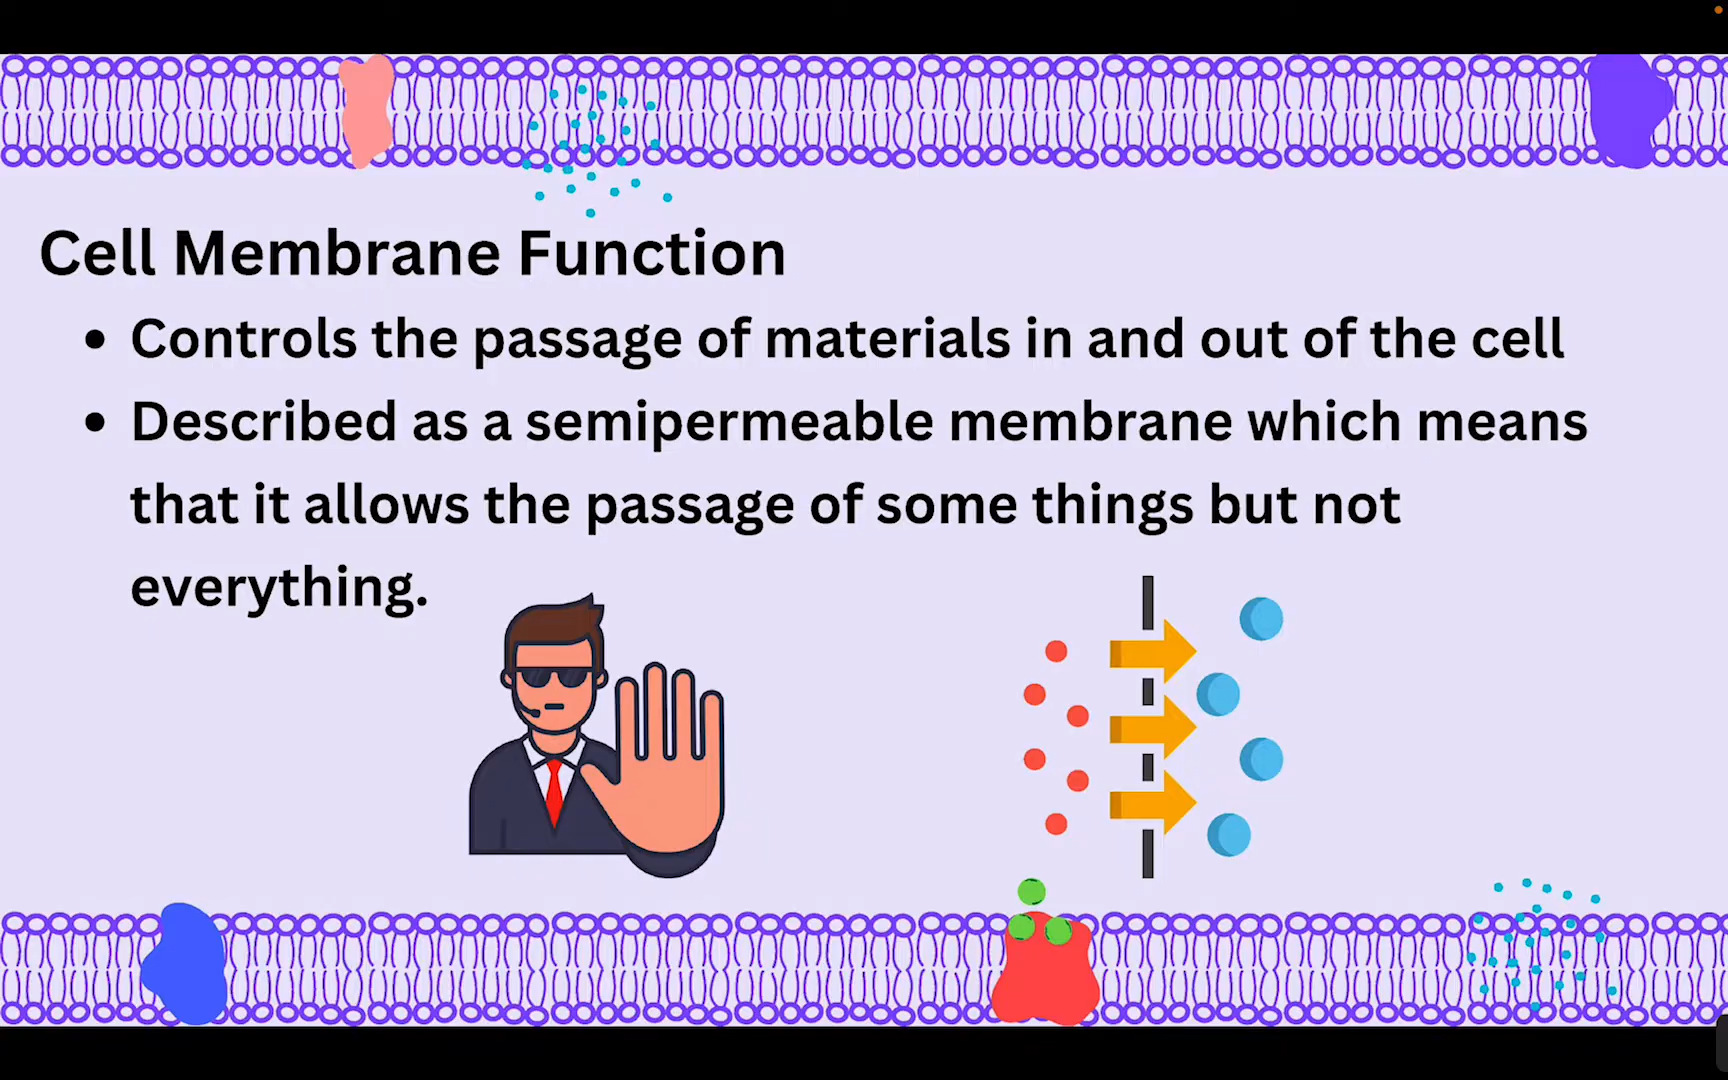 Cell Membrane Function
• Controls the passage of materials in and out of the cell
• Described as a semipermeable membrane which means
that it allows the passage of some things but not
everything.